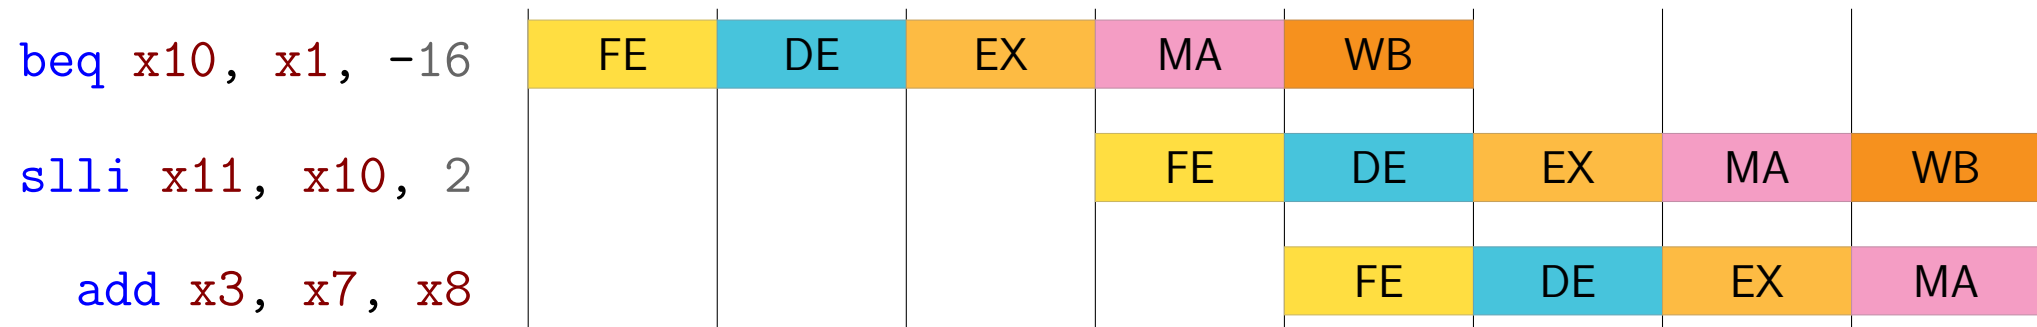 beq x10, x1, -16 FE DE EX MA WB
slli x11, x10, 2 FE DE EX MA WB
add x3, x7, x8 FE DE EX MA